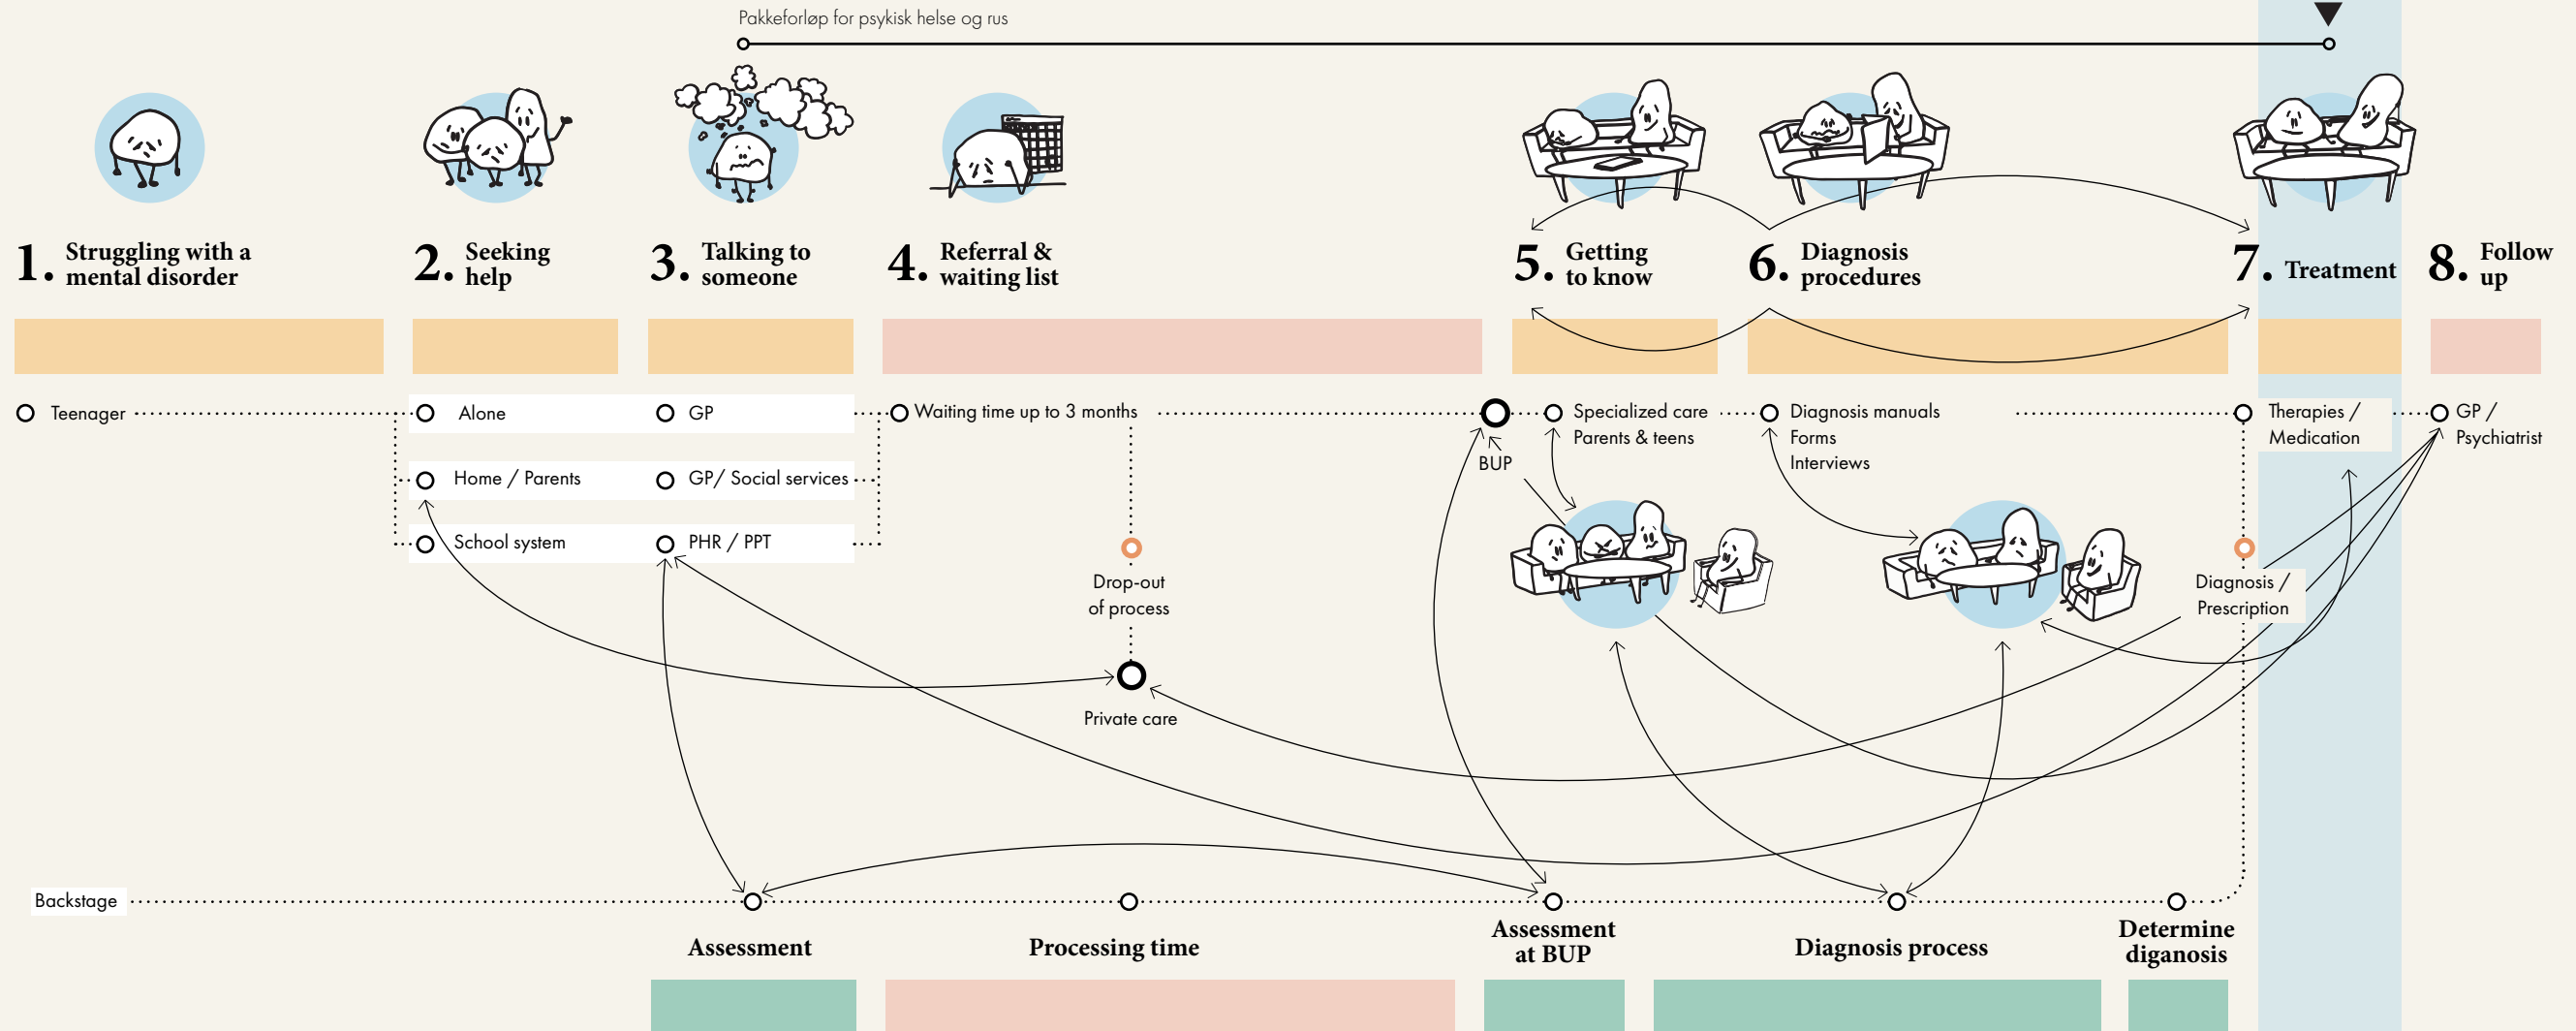 Pakkeforløp for psykisk helse og rus
1. Struggling with a
mental disorder
2. Seeking
help
3. Talking to
someone
4. Referral &
waiting list
5. Getting
to know
6. Diagnosis
procedures
7. Treatment
8. Follow
up
Teenager
Alone
GP
Waiting time up to 3 months
BUP
Specialized care
Parents & teens
Diagnosis manuals
Forms
Interviews
Therapies /
Medication
GP /
Psychiatrist
Home / Parents
GP/ Social services
School system
PHR / PPT
Drop-out
of process
Private care
Diagnosis /
Prescription
Backstage
Assessment
Processing time
Assessment
at BUP
Diagnosis process
Determine
diganosis